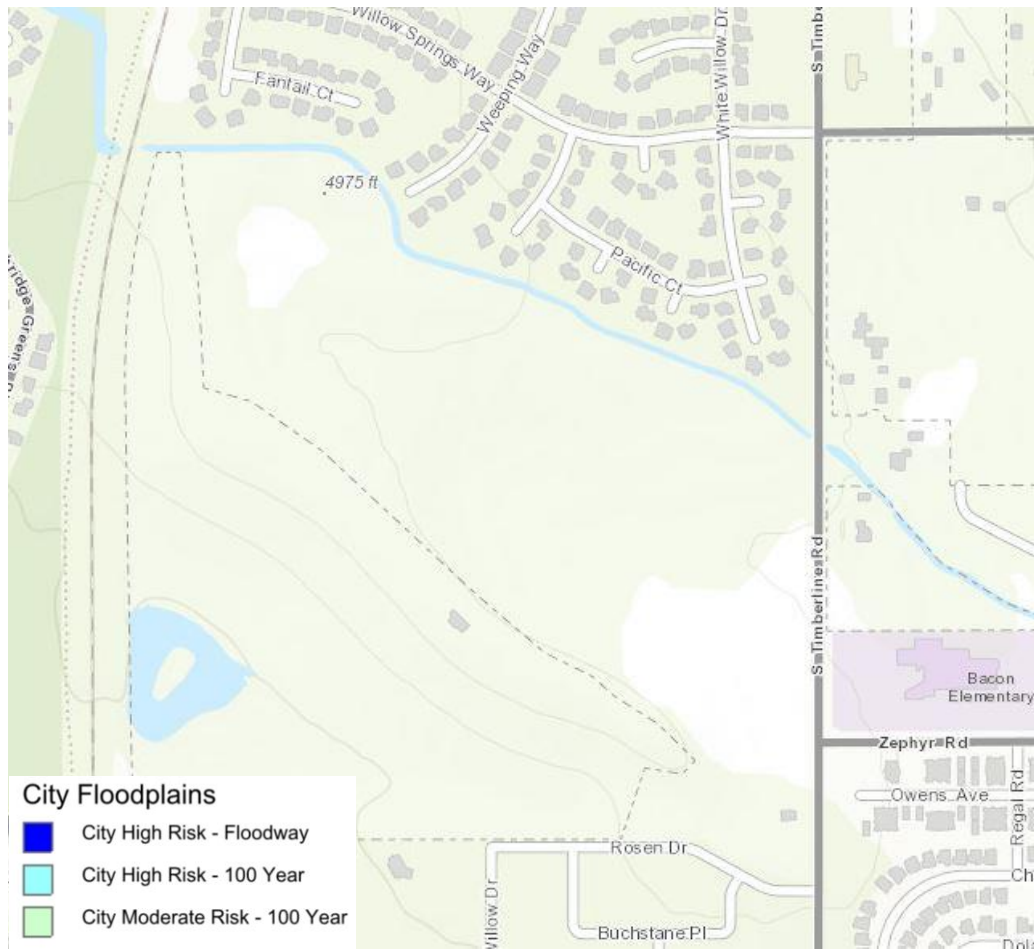 Willow Springs Way
Weeping Way
White Willow Dr
S Timbe
Fantail Ct
4975 ft
Pacific Ct
S Timberline Rd
Bacon
Elementary
Zephyr Rd
Owens Ave
Regal Rd
Rosen Dr
Willow Dr
Buchstane Pl
Ch
City Floodplains
City High Risk - Floodway
City High Risk - 100 Year
City Moderate Risk - 100 Year